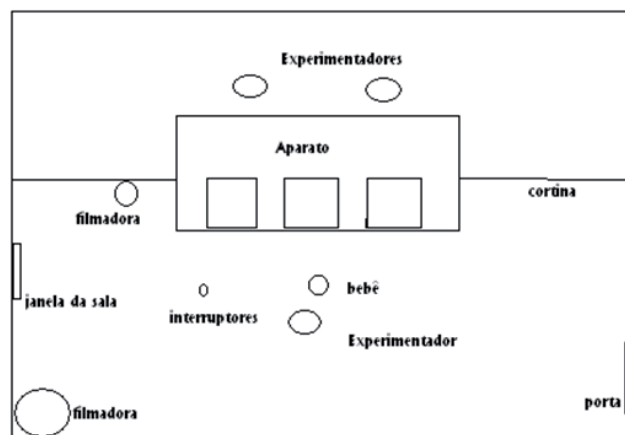 Experimentadores
Aparato
cortina
filmadora
bebê
janela da sala
interruptores
Experimentador
porta
filmadora